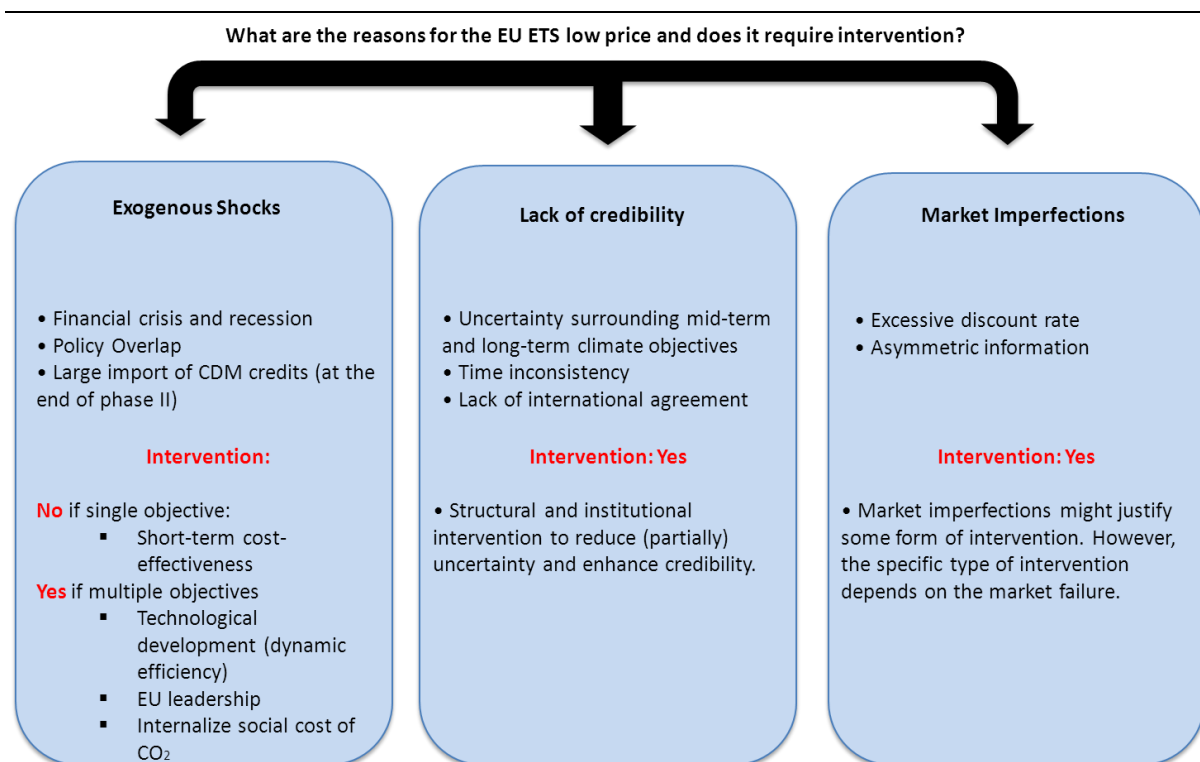 What are the reasons for the EU ETS low price and does it require intervention?
Exogenous Shocks
• Financial crisis and recession
• Policy Overlap
• Large import of CDM credits (at the
end of phase II)
Intervention:
No if single objective:
▪ Short-term cost-
effectiveness
Yes if multiple objectives
▪ Technological
development (dynamic
efficiency)
▪ EU leadership
▪ Internalize social cost of
CO₂
Lack of credibility
• Uncertainty surrounding mid-term
and long-term climate objectives
• Time inconsistency
• Lack of international agreement
Intervention: Yes
• Structural and institutional
intervention to reduce (partially)
uncertainty and enhance credibility.
Market Imperfections
• Excessive discount rate
• Asymmetric information
Intervention: Yes
• Market imperfections might justify
some form of intervention. However,
the specific type of intervention
depends on the market failure.